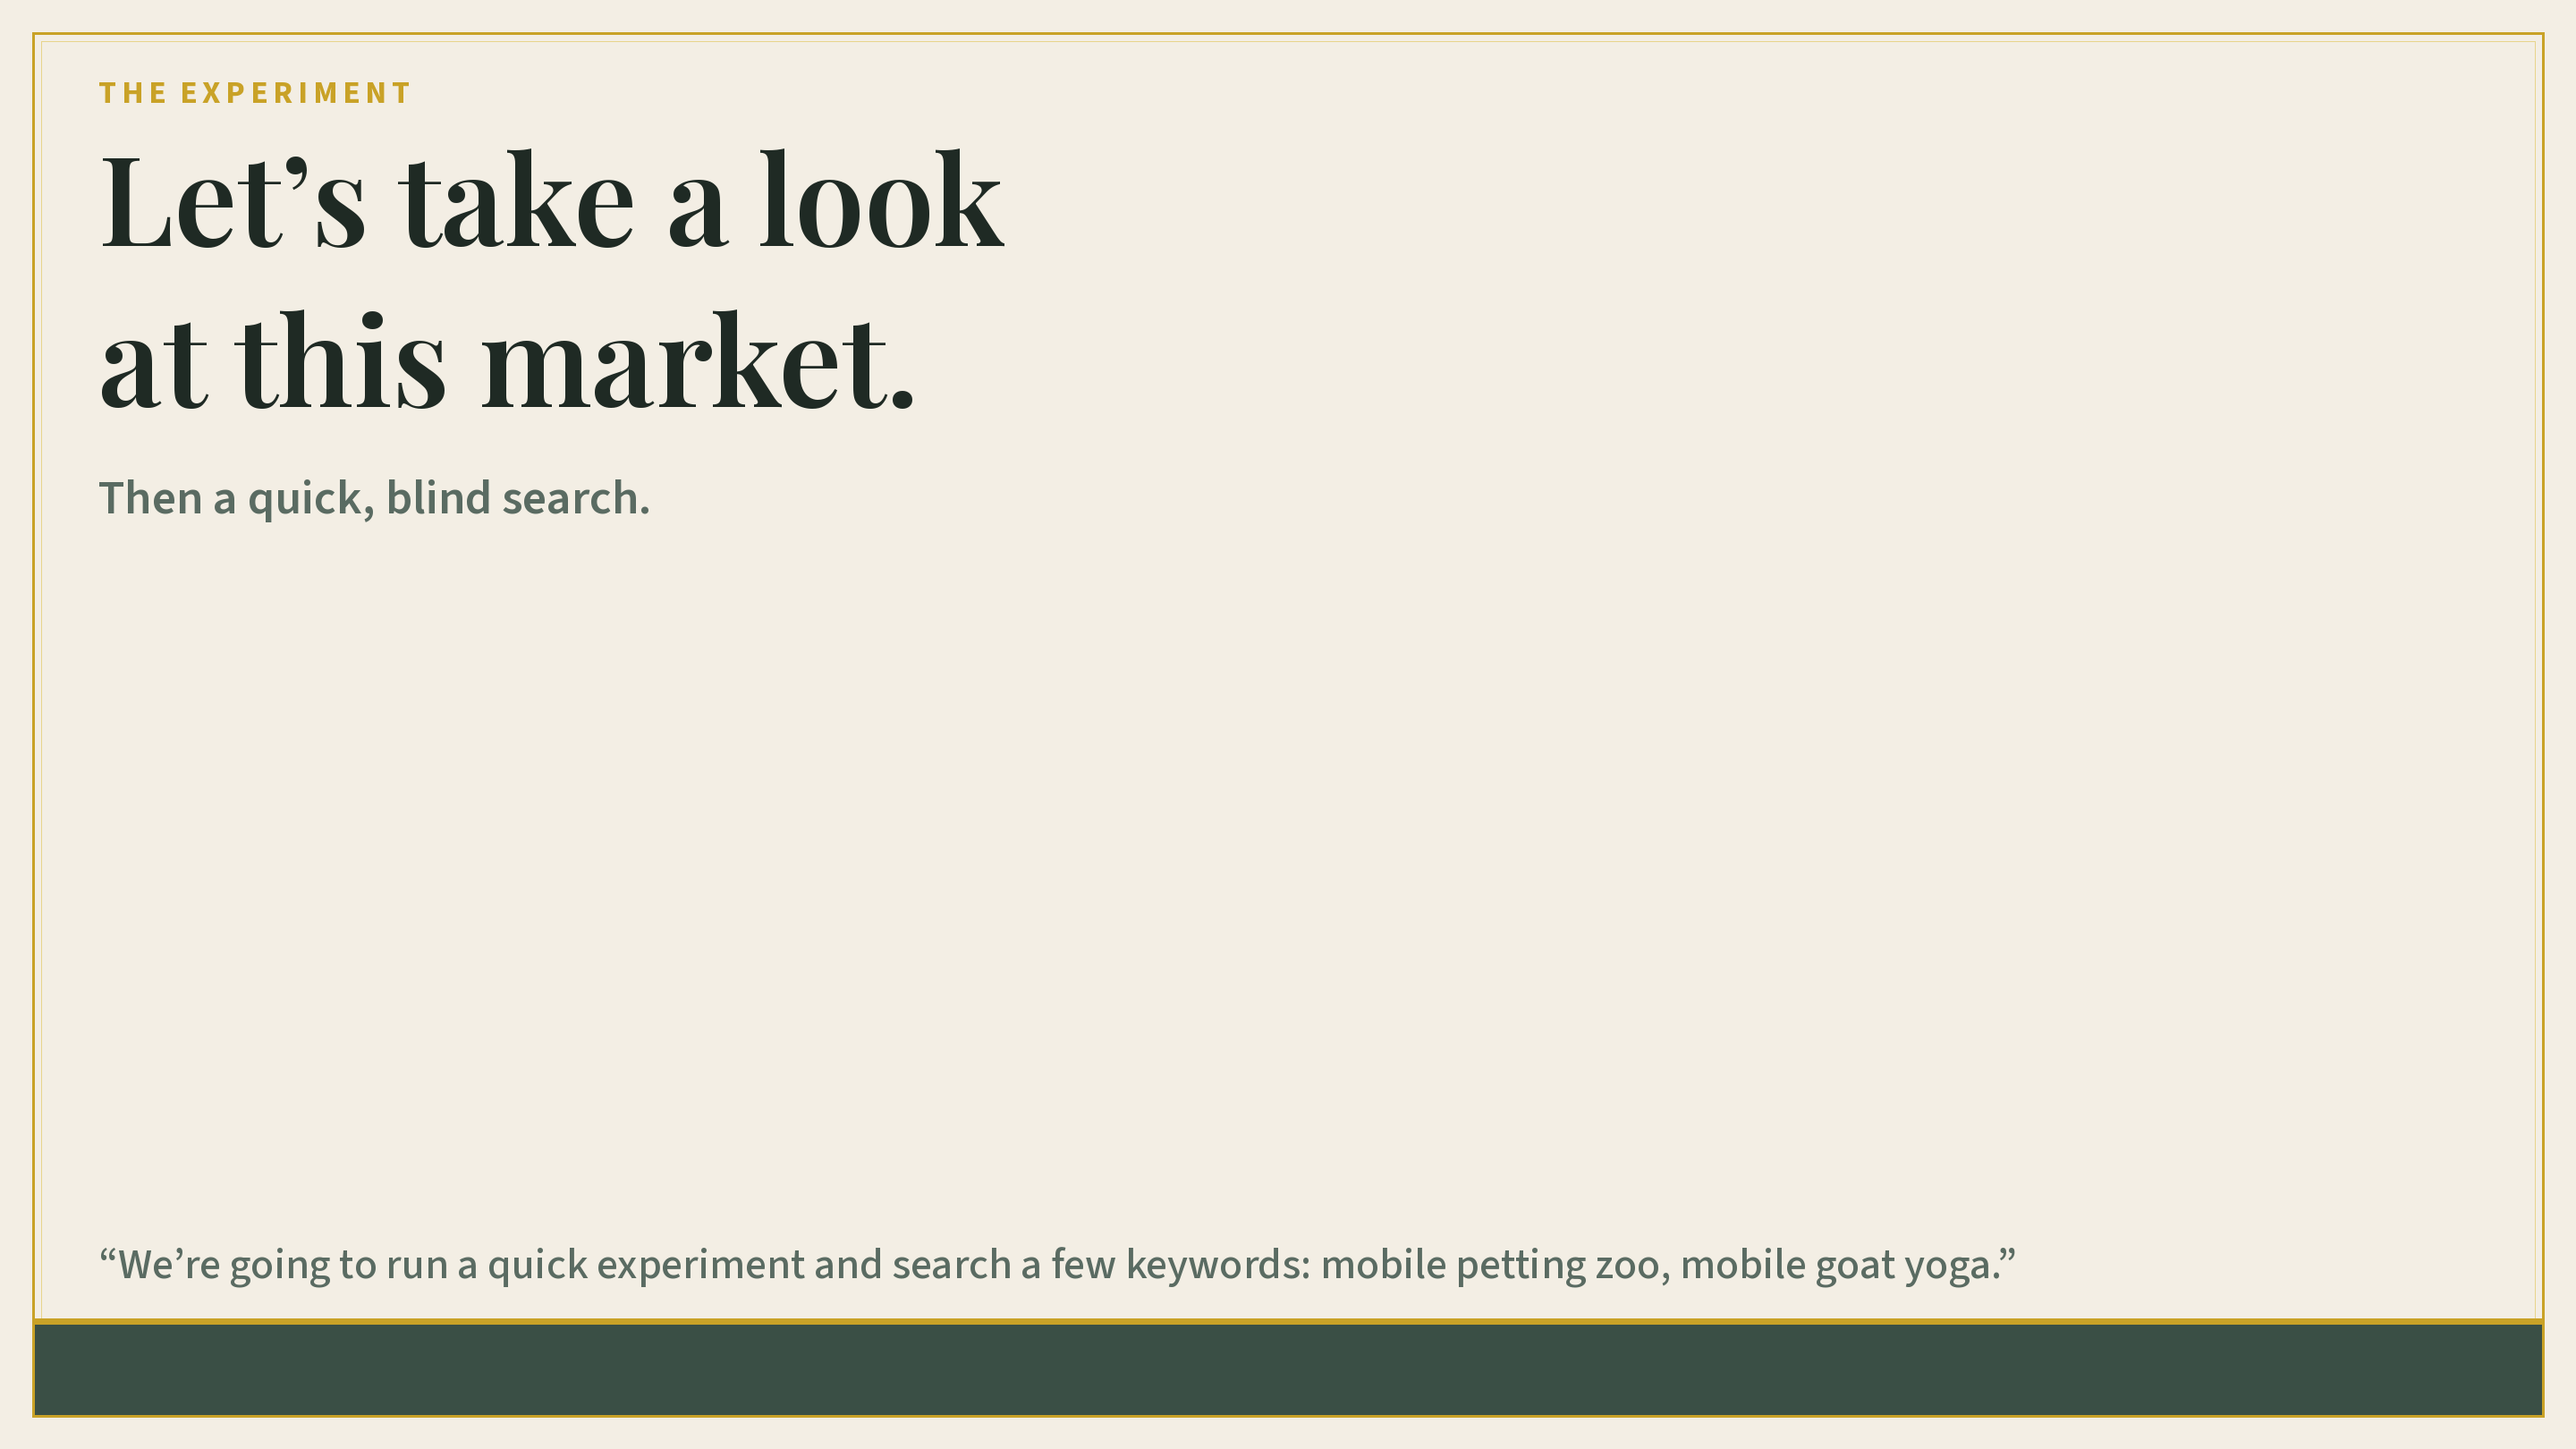 THE EXPERIMENT
Let’s take a look
at this market.
Then a quick, blind search.
“We’re going to run a quick experiment and search a few keywords: mobile petting zoo, mobile goat yoga.”